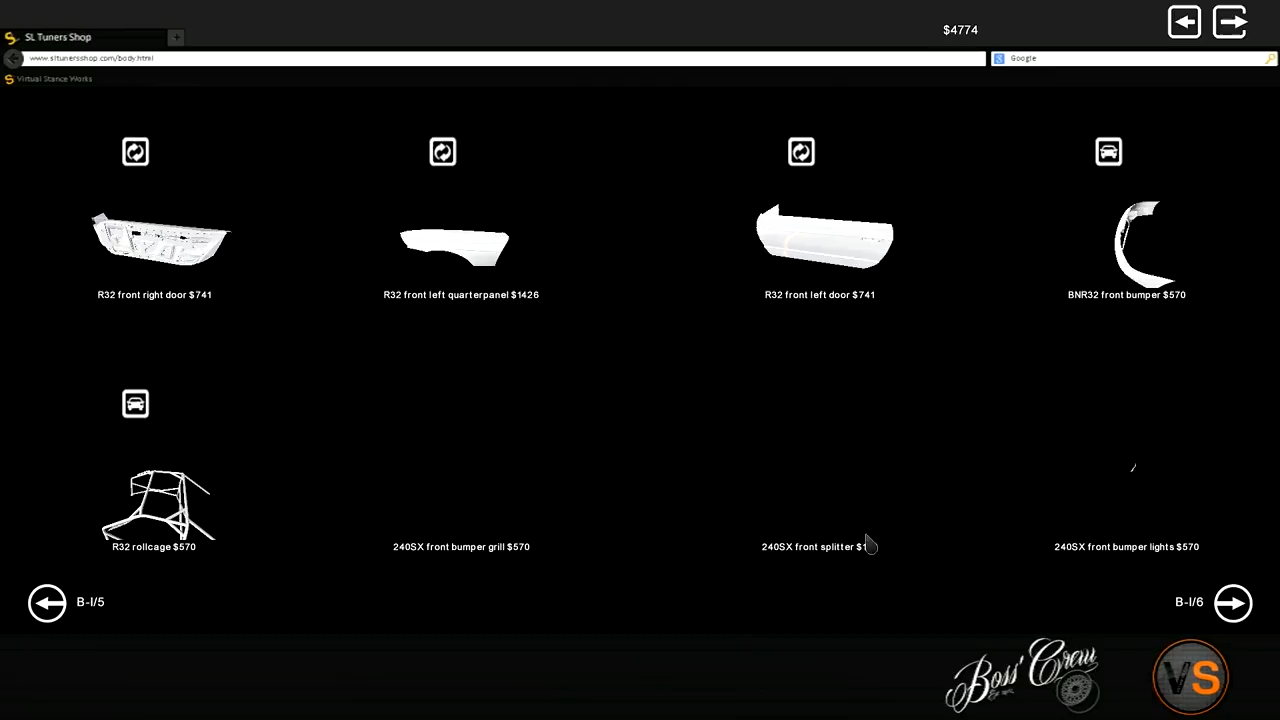 $4774
SL Tuners Shop
www.sltunersshop.com/body.html
Google
Virtual Stance Works
R32 front right door $741
R32 front left quarterpanel $1426
R32 front left door $741
BNR32 front bumper $570
R32 rollcage $570
240SX front bumper grill $570
240SX front splitter
240SX front bumper lights $570
B-I/5
B-I/6
Boss' Crew
VS